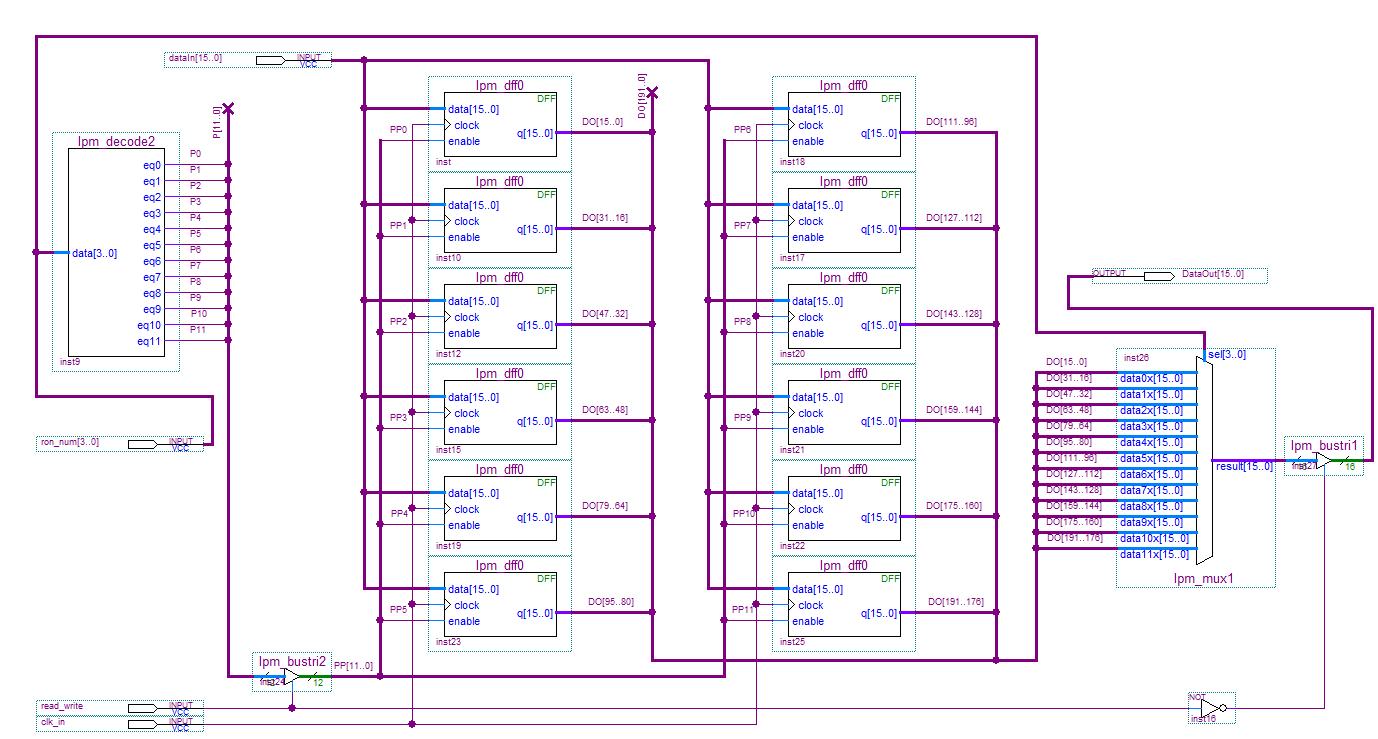 dataIn[15..0]
INPUT
VCC
P[11..0]
lpm_decode2
eq0
eq1
eq2
eq3
eq4
eq5
eq6
eq7
eq8
eq9
eq10
eq11
data[3..0]
inst9
P0
P1
P2
P3
P4
P5
P6
P7
P8
P9
P10
P11
ron_num[3..0]
INPUT
VCC
lpm_bustri2
12
PP[11..0]
read_write
INPUT
VCC
clk_in
INPUT
VCC
lpm_dff0
DFF
data[15..0]
PP0
clock
q[15..0]
enable
inst
DO[15..0]
lpm_dff0
DFF
data[15..0]
PP1
clock
q[15..0]
enable
inst10
DO[31..16]
lpm_dff0
DFF
data[15..0]
PP2
clock
q[15..0]
enable
inst12
DO[47..32]
lpm_dff0
DFF
data[15..0]
PP3
clock
q[15..0]
enable
inst15
DO[63..48]
lpm_dff0
DFF
data[15..0]
PP4
clock
q[15..0]
enable
inst19
DO[79..64]
lpm_dff0
DFF
data[15..0]
PP5
clock
q[15..0]
enable
inst23
DO[95..80]
DO[191..0]
lpm_dff0
DFF
data[15..0]
PP6
clock
q[15..0]
enable
inst18
DO[111..96]
lpm_dff0
DFF
data[15..0]
PP7
clock
q[15..0]
enable
inst17
DO[127..112]
lpm_dff0
DFF
data[15..0]
PP8
clock
q[15..0]
enable
inst20
DO[143..128]
lpm_dff0
DFF
data[15..0]
PP9
clock
q[15..0]
enable
inst21
DO[159..144]
lpm_dff0
DFF
data[15..0]
PP10
clock
q[15..0]
enable
inst22
DO[175..160]
lpm_dff0
DFF
data[15..0]
PP11
clock
q[15..0]
enable
inst25
DO[191..176]
OUTPUT
DataOut[15..0]
inst26
sel[3..0]
DO[15..0]
data0x[15..0]
DO[31..16]
data1x[15..0]
DO[47..32]
data2x[15..0]
DO[63..48]
data3x[15..0]
DO[79..64]
data4x[15..0]
DO[95..80]
data5x[15..0]
DO[111..96]
data6x[15..0]
DO[127..112]
data7x[15..0]
DO[143..128]
data8x[15..0]
DO[159..144]
data9x[15..0]
DO[175..160]
data10x[15..0]
DO[191..176]
data11x[15..0]
result[15..0]
lpm_mux1
lpm_bustri1
16
NOT
inst16